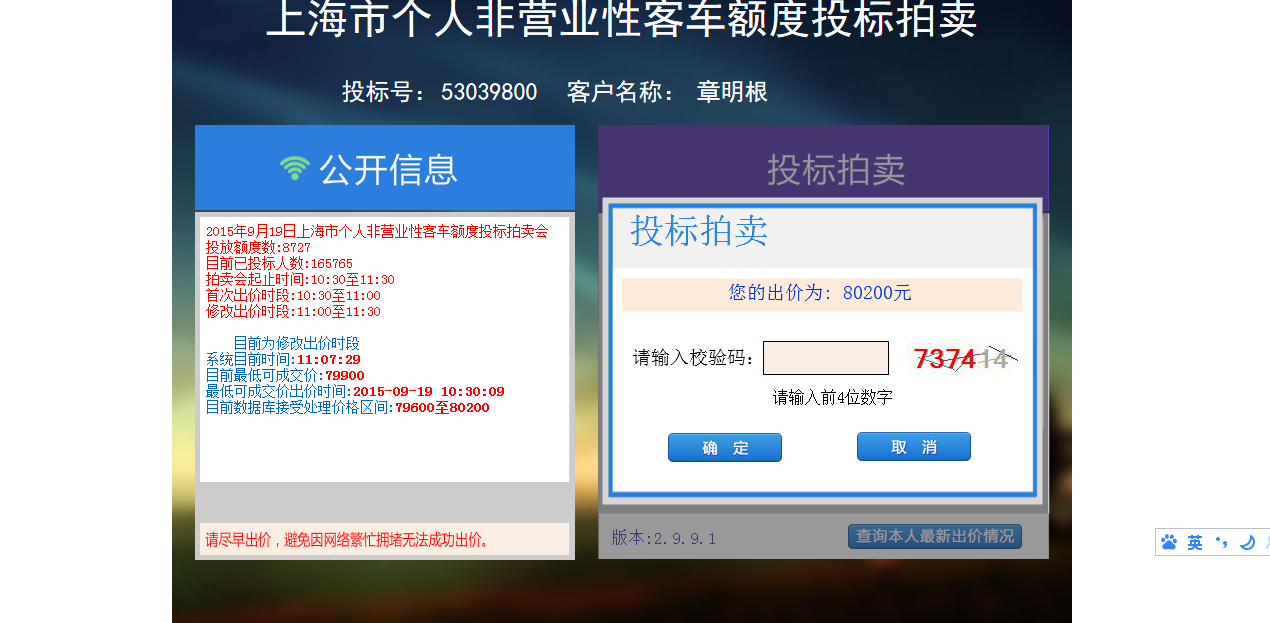 上海市个人非营业性客车额度投标拍卖
投标号： 53039800 客户名称： 章明根
公开信息
2015年9月19日上海市个人非营业性客车额度投标拍卖会
投放额度数:8727
目前已投标人数:165765
拍卖会起止时间:10:30至11:30
首次出价时段:10:30至11:00
修改出价时段:11:00至11:30
目前为修改出价时段
系统目前时间:11:07:29
目前最低可成交价:79900
最低可成交价出价时间:2015-09-19 10:30:09
目前数据库接受处理价格区间:79600至80200
请尽早出价，避免因网络繁忙拥堵无法成功出价。
投标拍卖
投标拍卖
您的出价为: 80200元
请输入校验码: 737414
请输入前4位数字
确 定 取 消
版本:2.9.9.1 查询本人最新出价情况
英